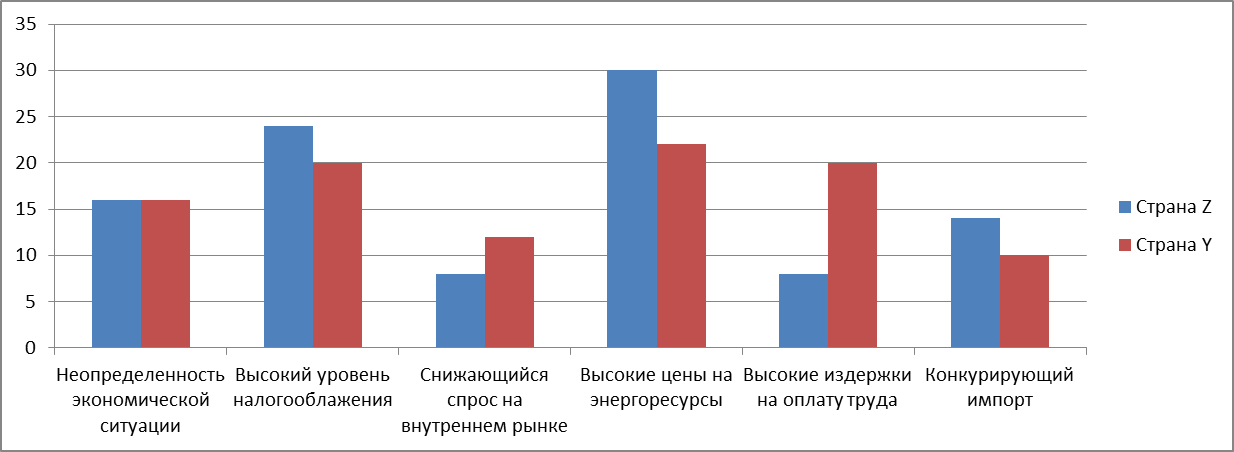 35
30
25
20
15
10
5
0
Неопределенность
экономической
ситуации
Высокий уровень
налогооблажения
Снижающийся
спрос на
внутреннем рынке
Высокие цены на
энергоресурсы
Высокие издержки
на оплату труда
Конкурирующий
импорт
Страна Z
Страна Y